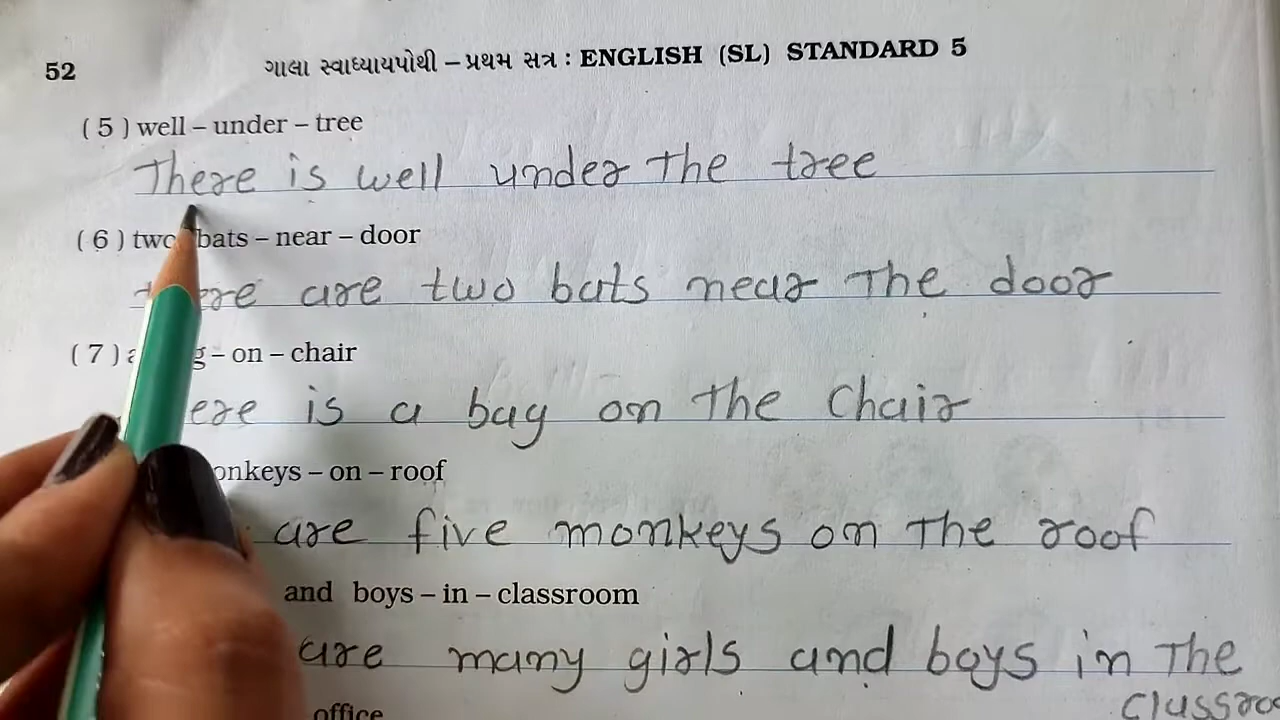 52
ગાલા સ્વાધ્યાયપોથી – પ્રથમ સત્ર : ENGLISH (SL) STANDARD 5
( 5 ) well – under – tree
There is well under The tree
( 6 ) two bats – near – door
are two bats near The door
( 7 ) – on – chair
is a bag on The Chair
– on – roof
are five monkeys on The roof
and boys – in – classroom
are many girls and boys in The
office